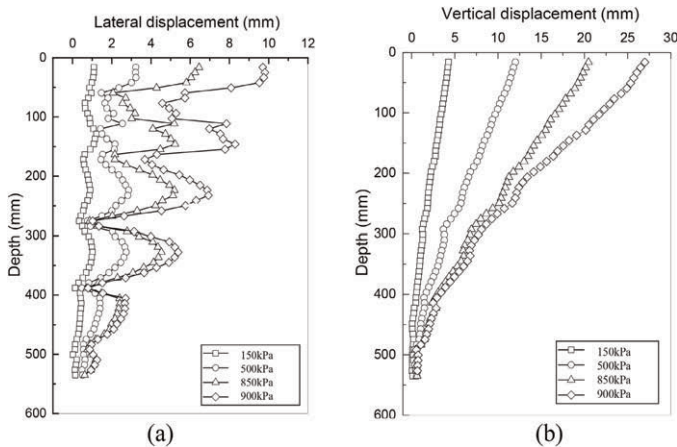 Lateral displacement (mm)
0 2 4 6 8 10 12
Depth (mm)
0
100
200
300
400
500
600
150kPa
500kPa
850kPa
900kPa
(a)
Vertical displacement (mm)
0 5 10 15 20 25 30
Depth (mm)
0
100
200
300
400
500
600
150kPa
500kPa
850kPa
900kPa
(b)